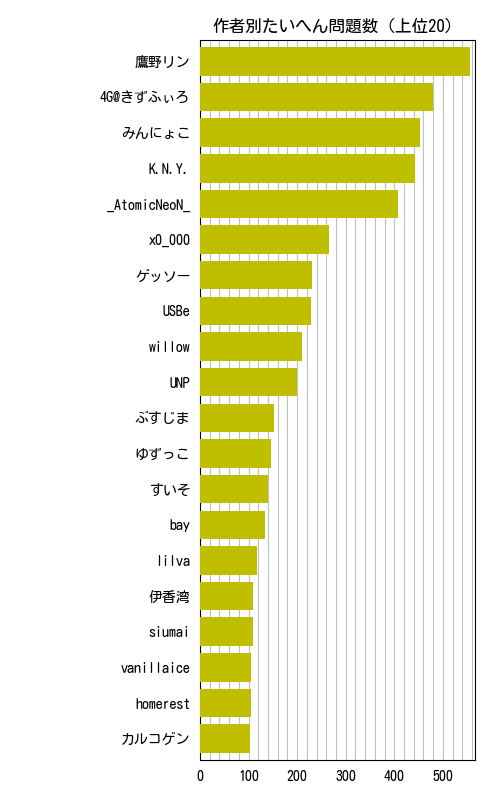 作者別たいへん問題数 (上位20)
鷹野リン
4G@きずふぃろ
みんにょこ
K.N.Y.
_AtomicNeoN_
x0_000
ゲッソー
USBe
willow
UNP
ぶすじま
ゆずっこ
すいそ
bay
lilva
伊香湾
siumai
vanillaice
homerest
カルコゲン
0 100 200 300 400 500